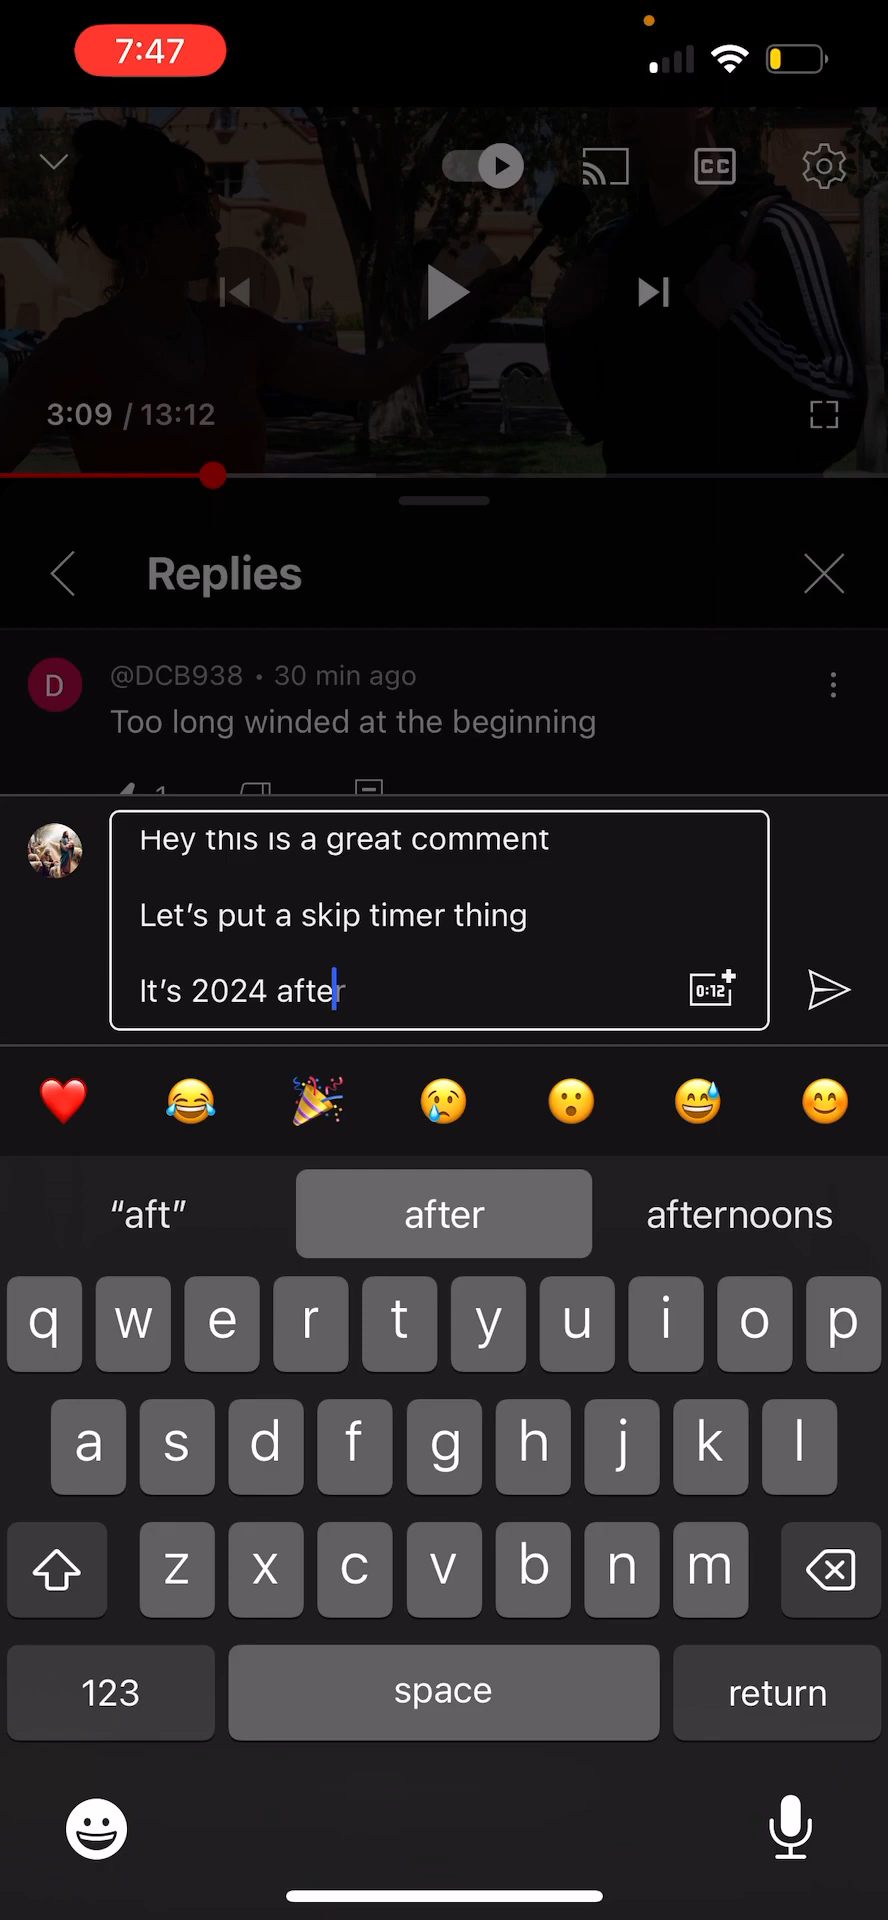 7:47
CC
3:09 / 13:12
Replies
D
@DCB938 • 30 min ago
Too long winded at the beginning
1
Hey this is a great comment
Let’s put a skip timer thing
It’s 2024 after
0:12
“aft” after afternoons
q w e r t y u i o p
a s d f g h j k l
z x c v b n m
123 space return